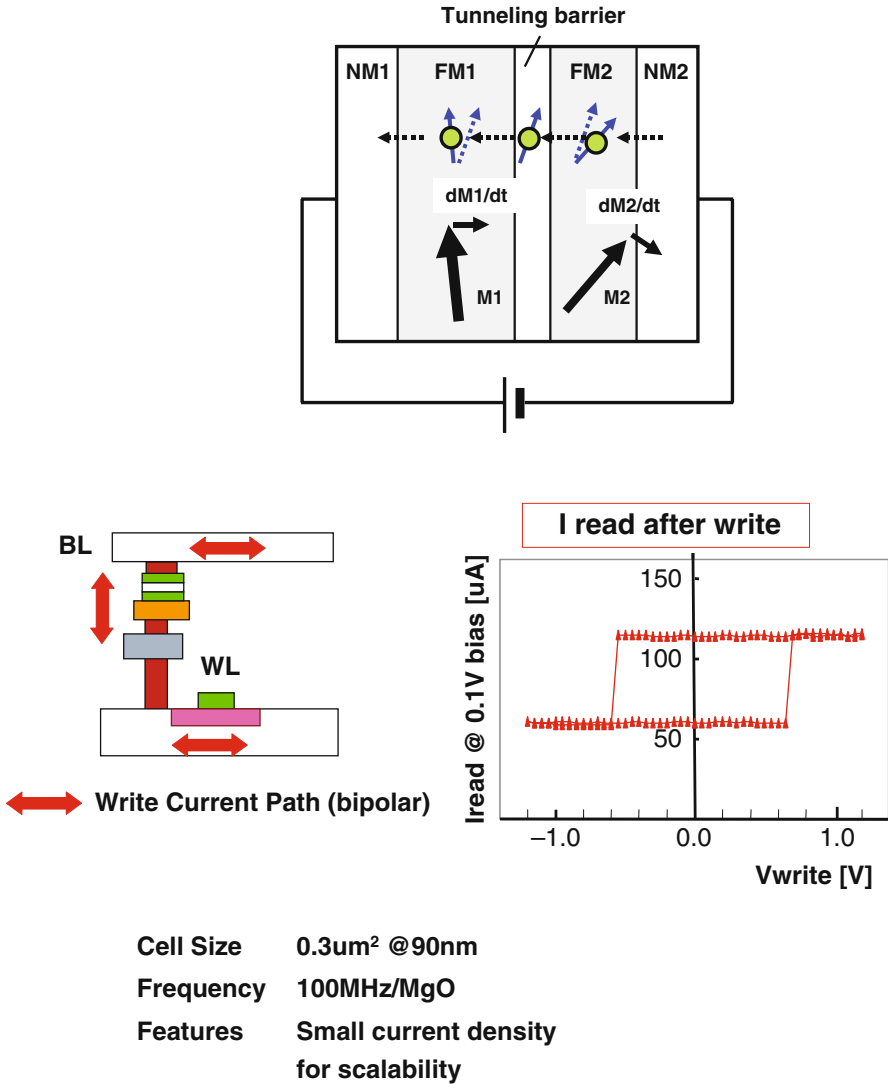 Tunneling barrier
NM1 FM1 FM2 NM2
dM1/dt
dM2/dt
M1 M2
BL
WL
Write Current Path (bipolar)
I read after write
Iread @ 0.1V bias [uA]
150
100
50
–1.0 0.0 1.0
Vwrite [V]
Cell Size 0.3um² @90nm
Frequency 100MHz/MgO
Features Small current density
for scalability